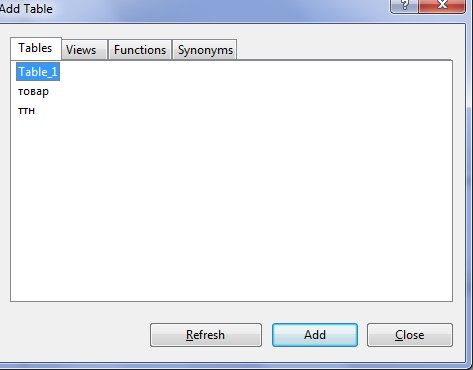 Add Table
?
Tables Views Functions Synonyms
Table_1
товар
ттн
Refresh Add Close